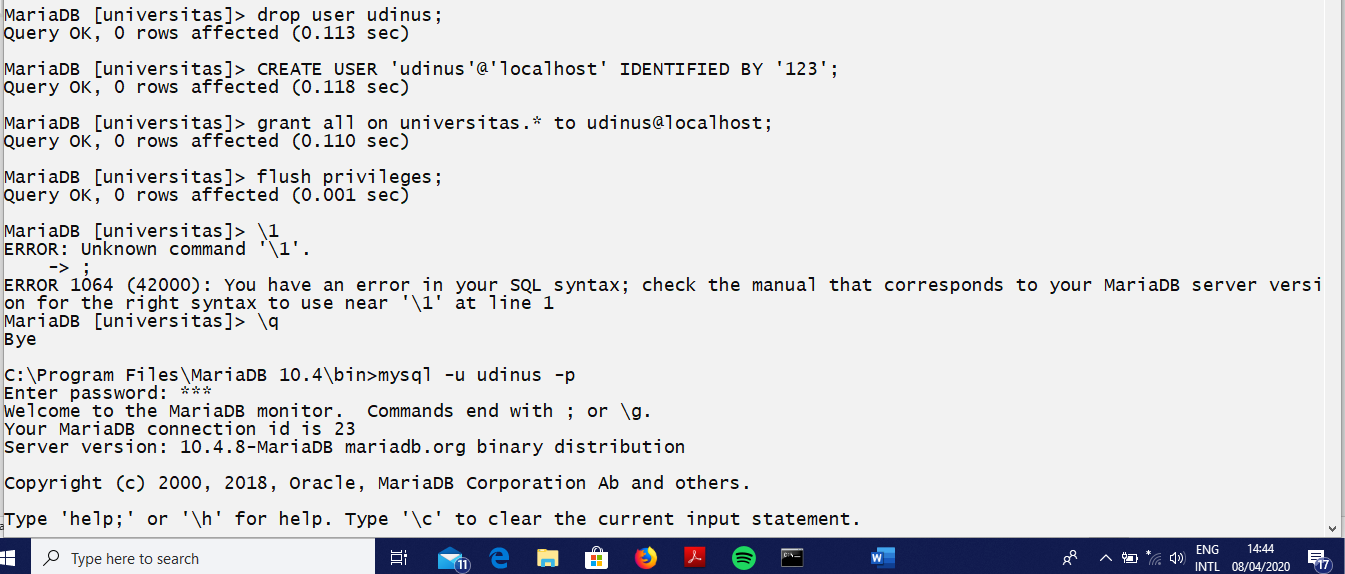 MariaDB [universitas]> drop user udinus;
Query OK, 0 rows affected (0.113 sec)
MariaDB [universitas]> CREATE USER 'udinus'@'localhost' IDENTIFIED BY '123';
Query OK, 0 rows affected (0.118 sec)
MariaDB [universitas]> grant all on universitas.* to udinus@localhost;
Query OK, 0 rows affected (0.110 sec)
MariaDB [universitas]> flush privileges;
Query OK, 0 rows affected (0.001 sec)
MariaDB [universitas]> \1
ERROR: Unknown command '\1'.
    -> ;
ERROR 1064 (42000): You have an error in your SQL syntax; check the manual that corresponds to your MariaDB server versi
on for the right syntax to use near '\1' at line 1
MariaDB [universitas]> \q
Bye
C:\Program Files\MariaDB 10.4\bin>mysql -u udinus -p
Enter password: ***
Welcome to the MariaDB monitor.  Commands end with ; or \g.
Your MariaDB connection id is 23
Server version: 10.4.8-MariaDB mariadb.org binary distribution
Copyright (c) 2000, 2018, Oracle, MariaDB Corporation Ab and others.
Type 'help;' or '\h' for help. Type '\c' to clear the current input statement.
Type here to search
11
W
ENG
INTL
14:44
08/04/2020
17